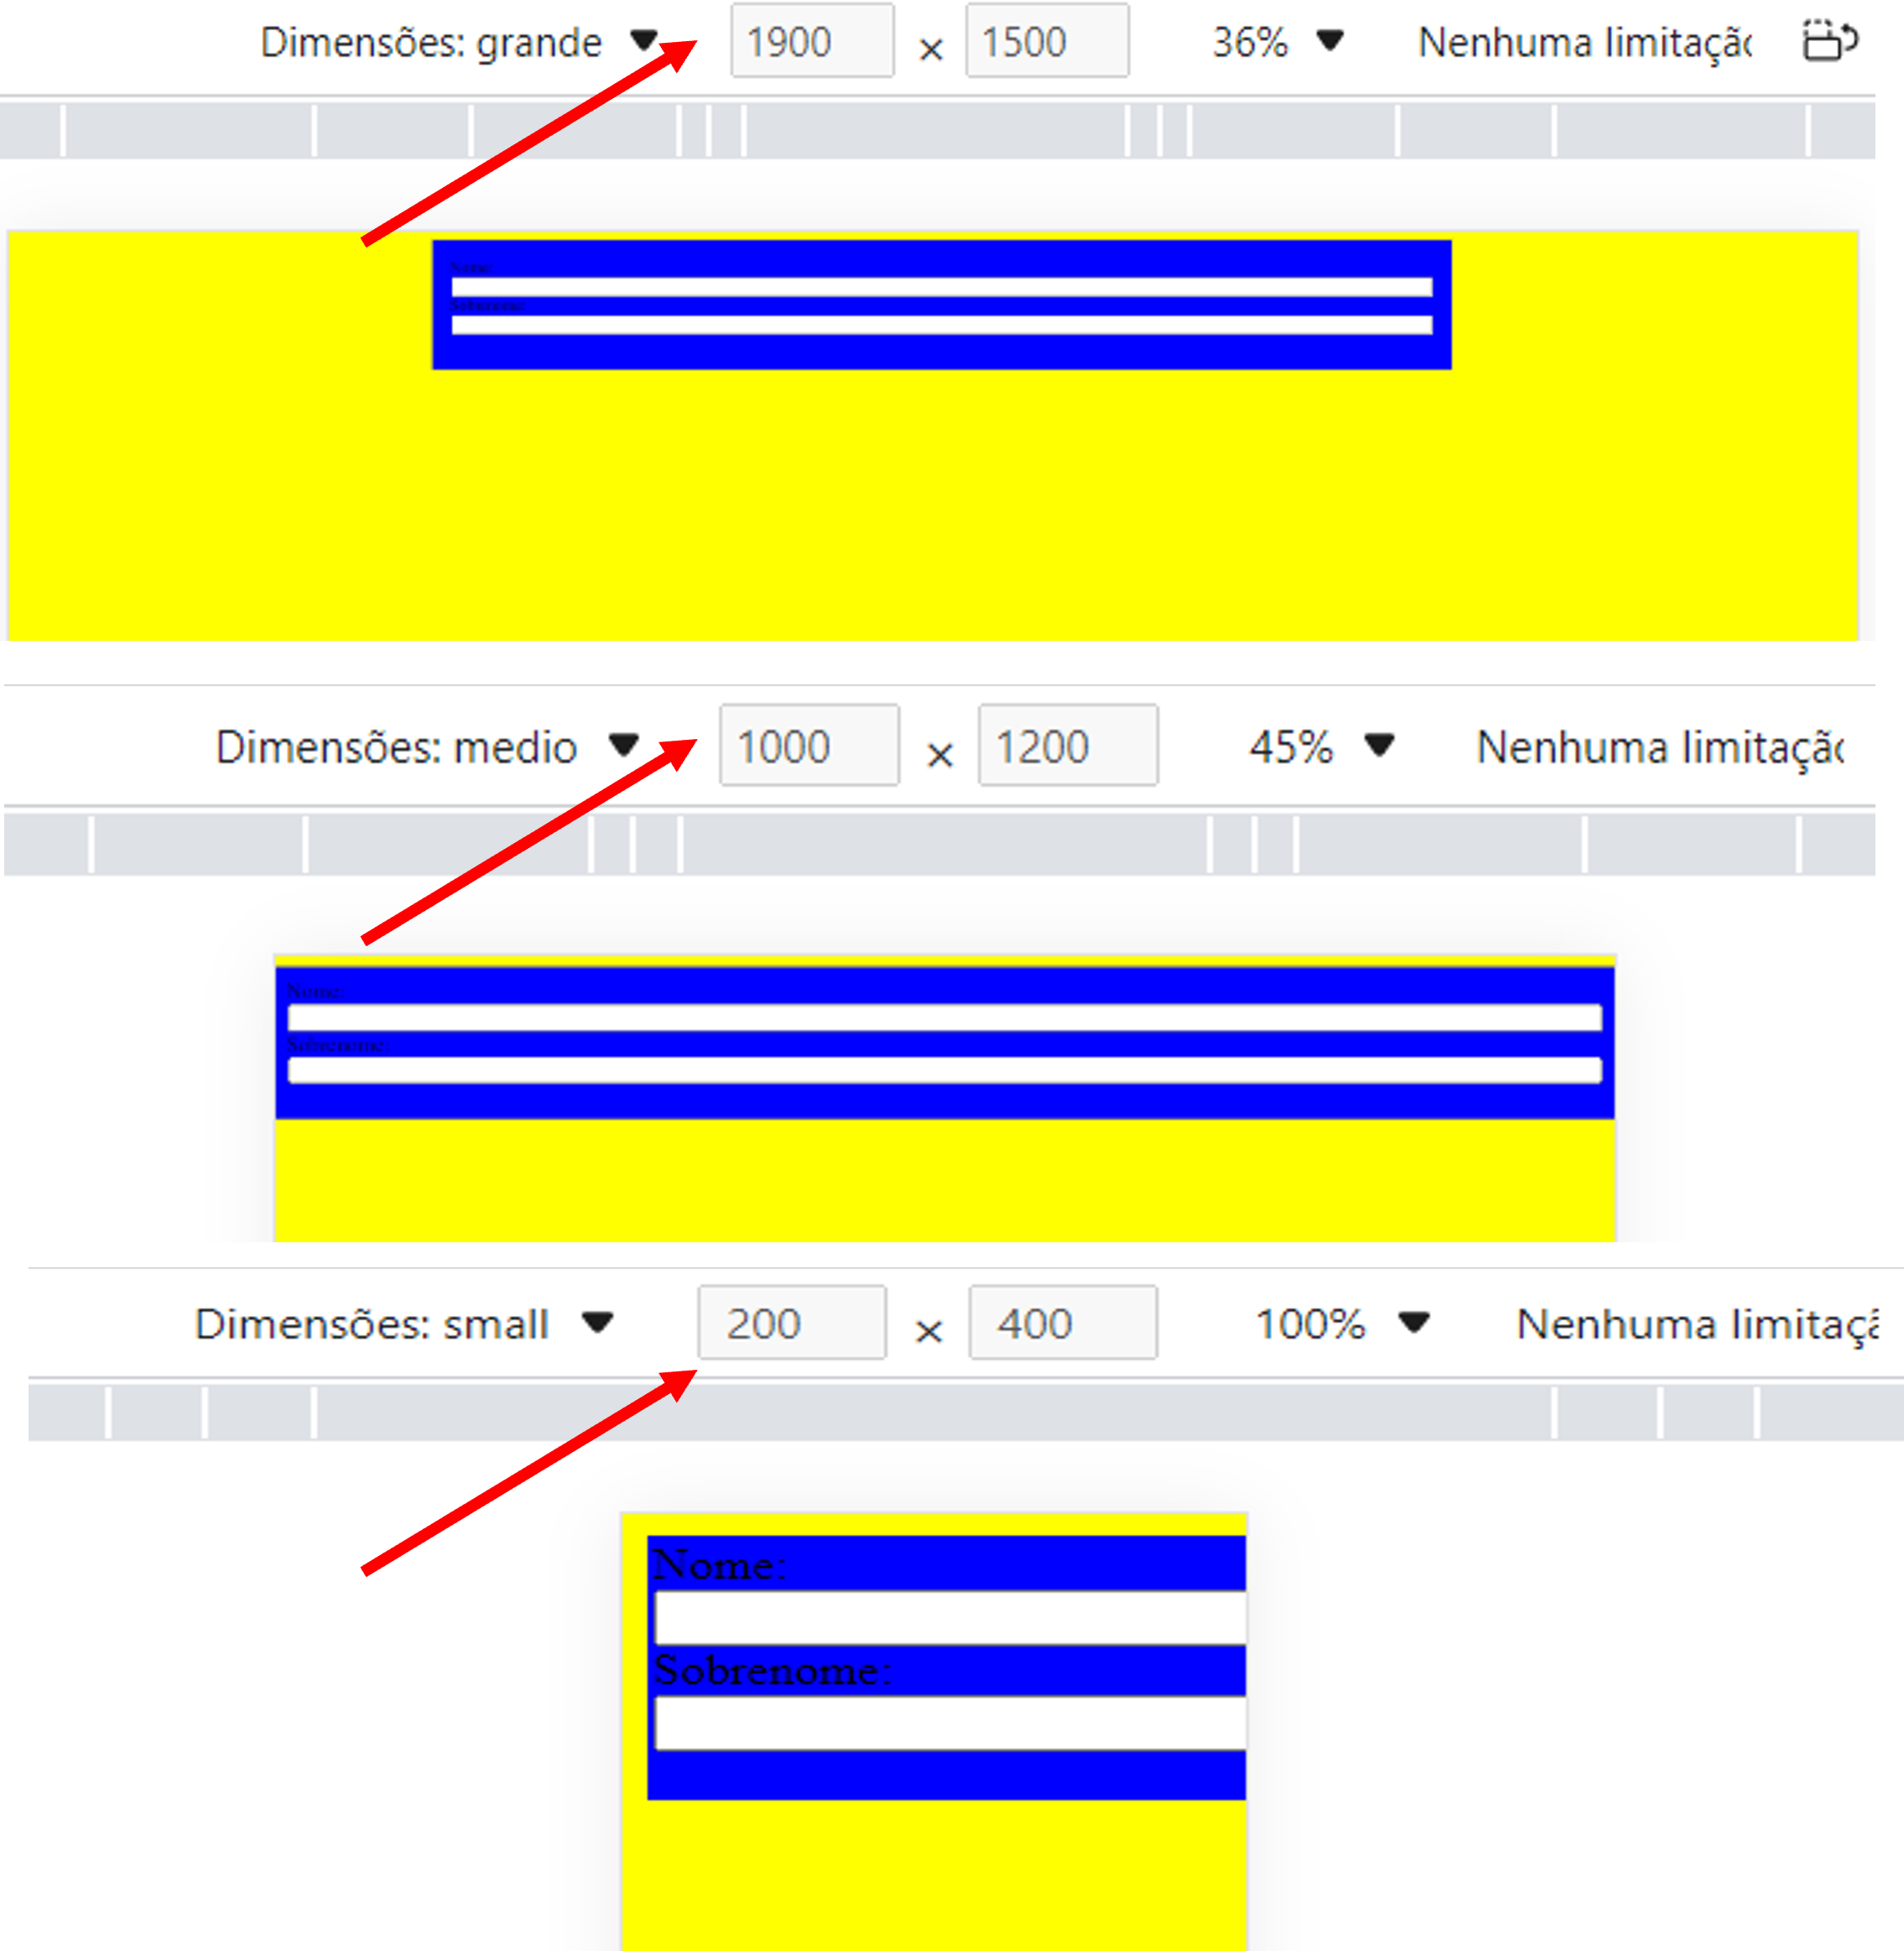 Dimensões: grande 1900 × 1500 36% Nenhuma limitaçã
Nome:
Sobrenome:
Dimensões: medio 1000 × 1200 45% Nenhuma limitaçã
Nome:
Sobrenome:
Dimensões: small 200 × 400 100% Nenhuma limitaçã
Nome:
Sobrenome: